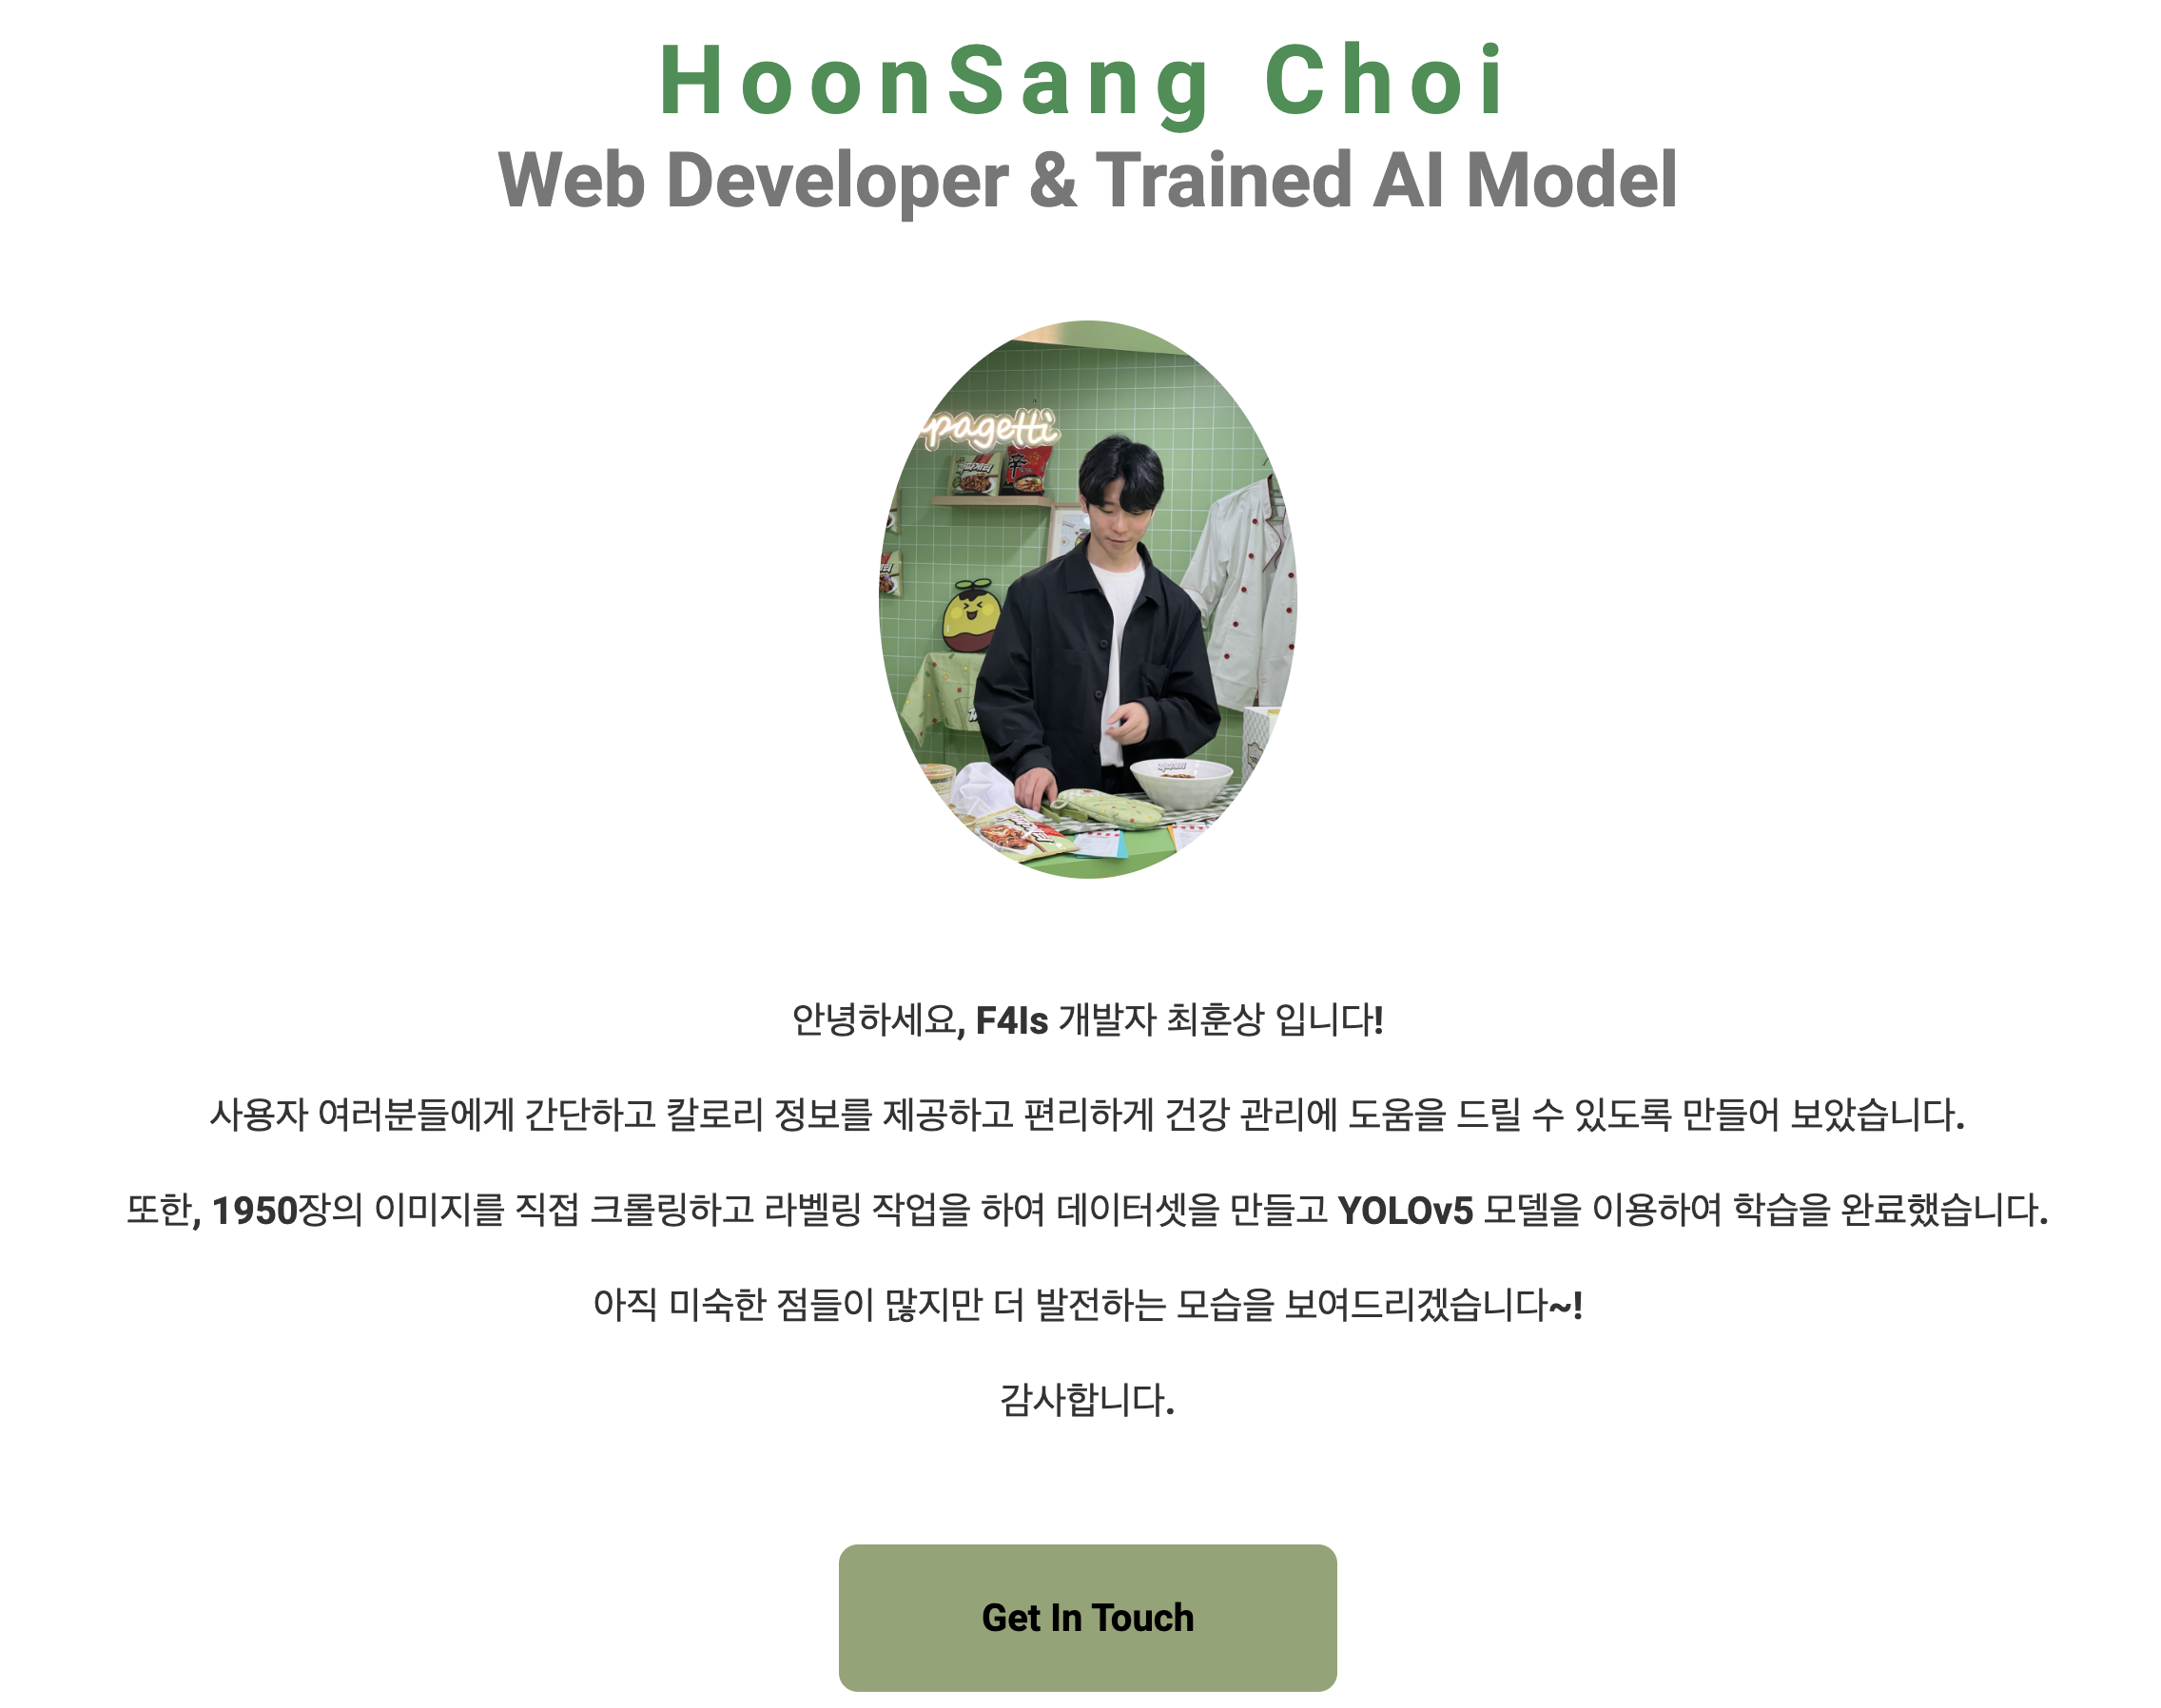 HoonSang Choi
Web Developer & Trained AI Model
pagetti
짜파게티
辛
안녕하세요, F4Is 개발자 최훈상 입니다!
사용자 여러분들에게 간단하고 칼로리 정보를 제공하고 편리하게 건강 관리에 도움을 드릴 수 있도록 만들어 보았습니다.
또한, 1950장의 이미지를 직접 크롤링하고 라벨링 작업을 하여 데이터셋을 만들고 YOLOv5 모델을 이용하여 학습을 완료했습니다.
아직 미숙한 점들이 많지만 더 발전하는 모습을 보여드리겠습니다~!
감사합니다.
Get In Touch